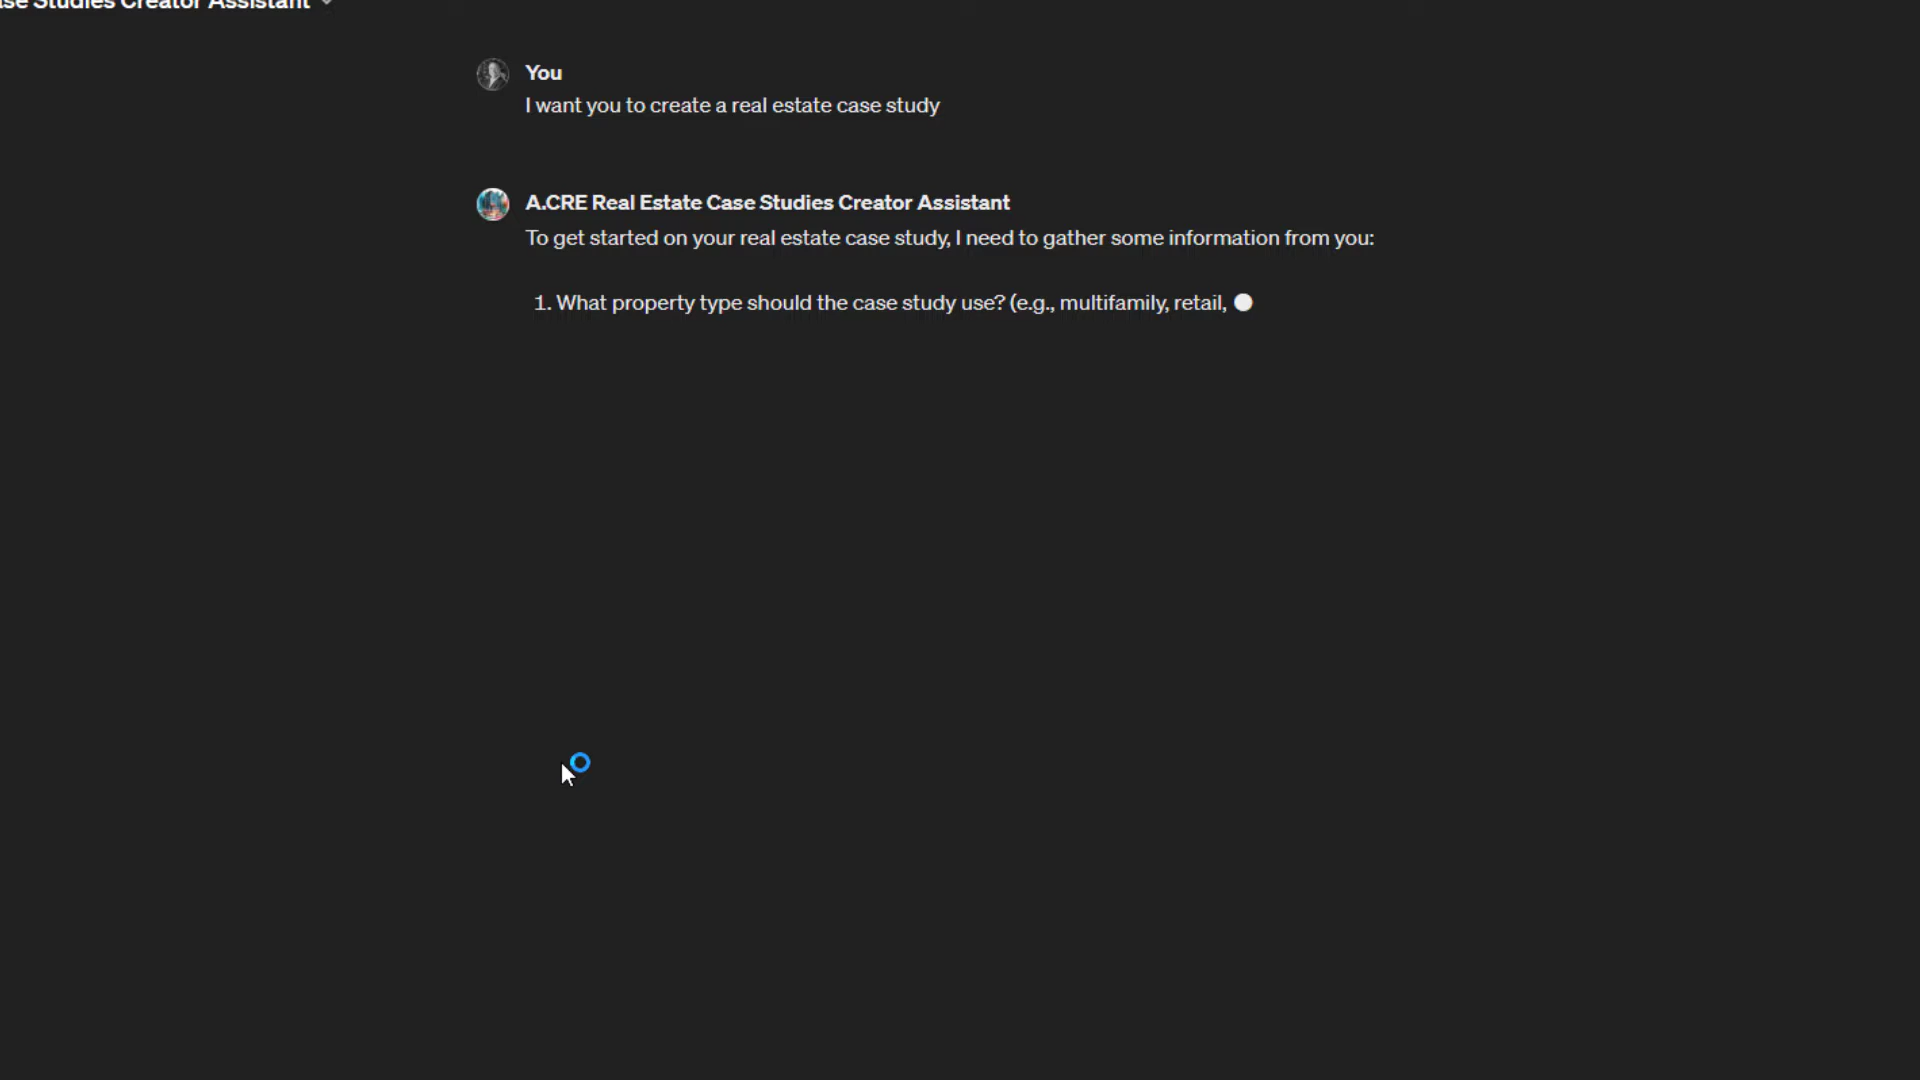 Studies Creator Assistant
You
I want you to create a real estate case study
A.CRE Real Estate Case Studies Creator Assistant
To get started on your real estate case study, I need to gather some information from you:
1. What property type should the case study use? (e.g., multifamily, retail,